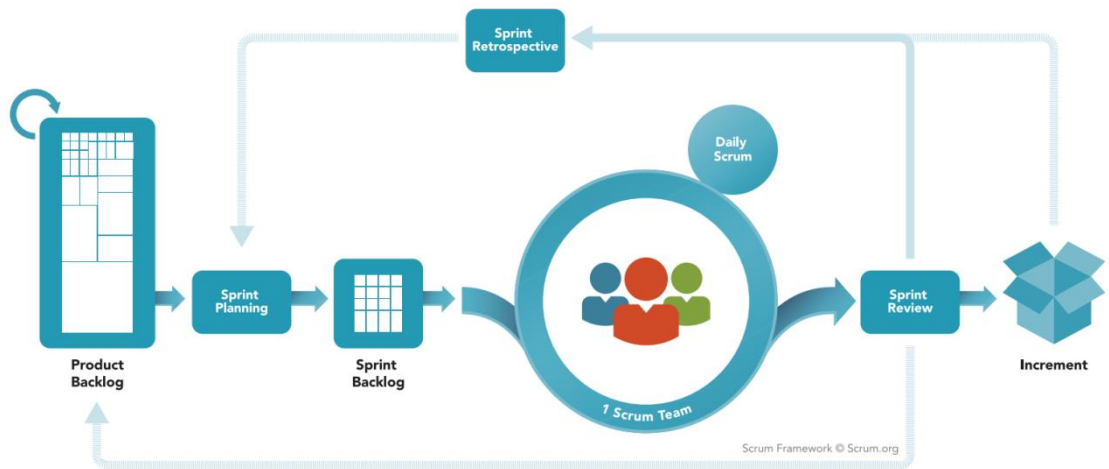 Sprint
Retrospective
Daily
Scrum
Sprint
Planning
Sprint
Review
Product
Backlog
Sprint
Backlog
Increment
1 Scrum Team
Scrum Framework © Scrum.org